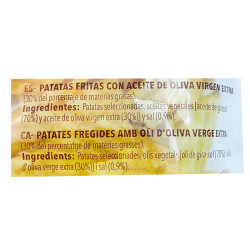 ES- PATATAS FRITAS CON ACEITE DE OLIVA VIRGEN EXTRA
(30% del porcentaje de materias grasas).
Ingredientes: Patatas seleccionadas, aceites vegetales [aceite de girasol
(70%) y aceite de oliva virgen extra (30%)] y sal (0.9%).
CA- PATATES FREGIDES AMB OLI D'OLIVA VERGE EXTRA
(30% del percentatge de matèries grasses).
Ingredients: Patates seleccionades, olis vegetals [oli de gira-sol (70%) i oli
d'oliva verge extra (30%)] i sal (0.9%).